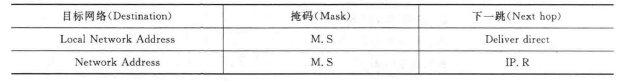 目标网络(Destination) 掩码(Mask) 下一跳(Next hop)
Local Network Address M. S Deliver direct
Network Address M. S IP. R